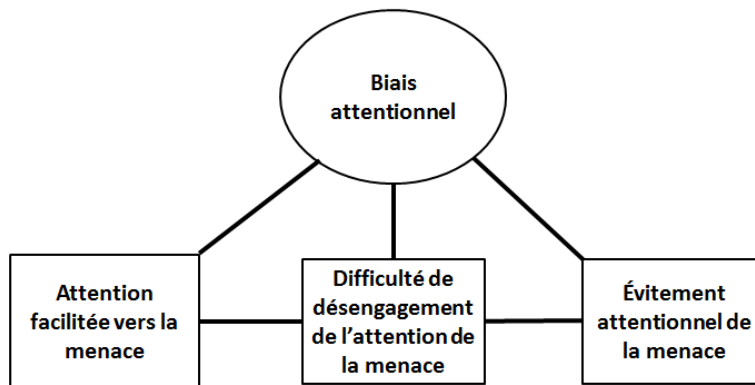 Biais
attentionnel
Attention
facilitée vers la
menace
Difficulté de
désengagement
de l'attention de
la menace
Évitement
attentionnel de
la menace